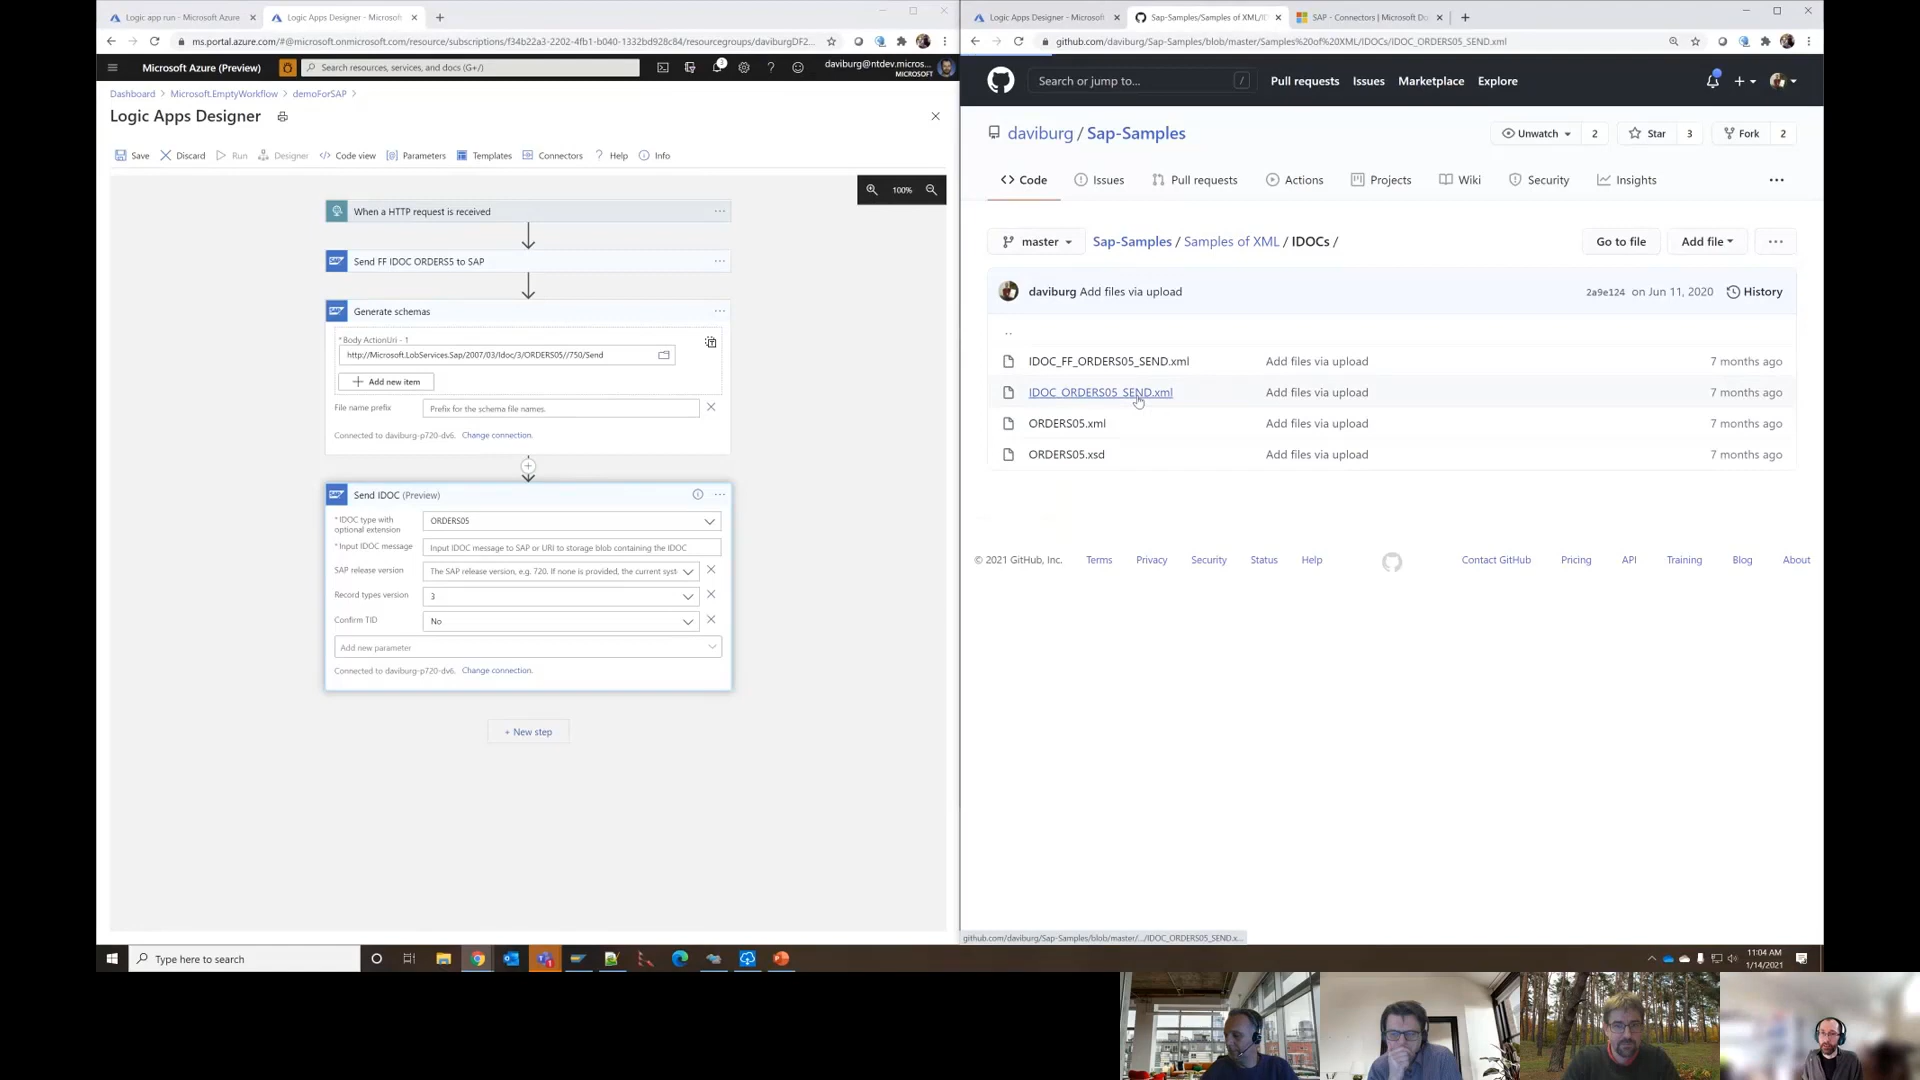 Logic app run - Microsoft Azure
Logic Apps Designer - Microsoft
ms.portal.azure.com/#@microsoft.onmicrosoft.com/resource/subscriptions/f34b22a3-2202-4fb1-b040-1332bd928c84/resourcegroups/daviburgDF2...
Microsoft Azure (Preview)
Search resources, services, and docs (G+/)
daviburg@ntdev.micros...
MICROSOFT
Dashboard > Microsoft.EmptyWorkflow > demoForSAP >
Logic Apps Designer
Save Discard Run Designer Code view Parameters Templates Connectors Help Info
100%
When a HTTP request is received
Send FF IDOC ORDERS5 to SAP
Generate schemas
* Body ActionUri - 1
http://Microsoft.LobServices.Sap/2007/03/Idoc/3/ORDERS05//750/Send
Add new item
File name prefix
Prefix for the schema file names.
Connected to daviburg-p720-dv6. Change connection.
Send IDOC (Preview)
* IDOC type with optional extension
ORDERS05
* Input IDOC message
Input IDOC message to SAP or URI to storage blob containing the IDOC
SAP release version
The SAP release version, e.g. 720. If none is provided, the current syst
Record types version
3
Confirm TID
No
Add new parameter
Connected to daviburg-p720-dv6. Change connection.
+ New step
Logic Apps Designer - Microsoft
Sap-Samples/Samples of XML/ID
SAP - Connectors | Microsoft Do
github.com/daviburg/Sap-Samples/blob/master/Samples%20of%20XML/IDOCs/IDOC_ORDERS05_SEND.xml
Search or jump to... /
Pull requests Issues Marketplace Explore
daviburg / Sap-Samples
Unwatch 2
Star 3
Fork 2
Code Issues Pull requests Actions Projects Wiki Security Insights
master
Sap-Samples / Samples of XML / IDOCs /
Go to file
Add file
daviburg Add files via upload
2a9e124 on Jun 11, 2020 History
..
IDOC_FF_ORDERS05_SEND.xml Add files via upload 7 months ago
IDOC_ORDERS05_SEND.xml Add files via upload 7 months ago
ORDERS05.xml Add files via upload 7 months ago
ORDERS05.xsd Add files via upload 7 months ago
© 2021 GitHub, Inc. Terms Privacy Security Status Help
Contact GitHub Pricing API Training Blog About
github.com/daviburg/Sap-Samples/blob/master/.../IDOC_ORDERS05_SEND.x...
Type here to search
11:04 AM
1/14/2021